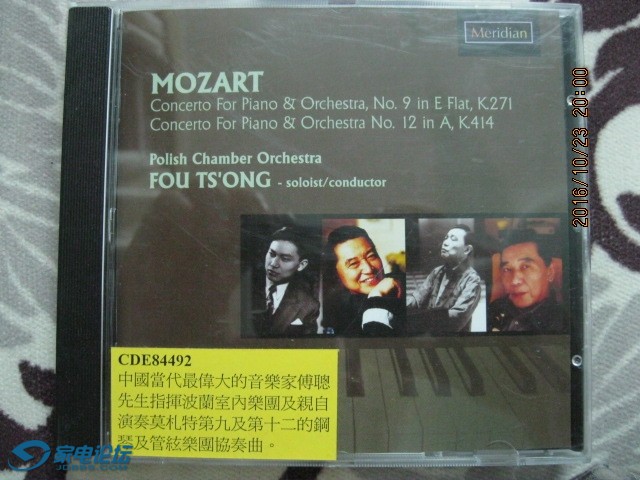 Meridian
MOZART
Concerto For Piano & Orchestra, No. 9 in E Flat, K.271
Concerto For Piano & Orchestra No. 12 in A, K.414
Polish Chamber Orchestra
FOU TS'ONG - soloist/conductor
2016/10/23 20:00
CDE84492
中國當代最偉大的音樂家傅聰
先生指揮波蘭室內樂團及親自
演奏莫札特第九及第十二的鋼
琴及管絃樂團協奏曲。
家电论坛
JDBBS.COM